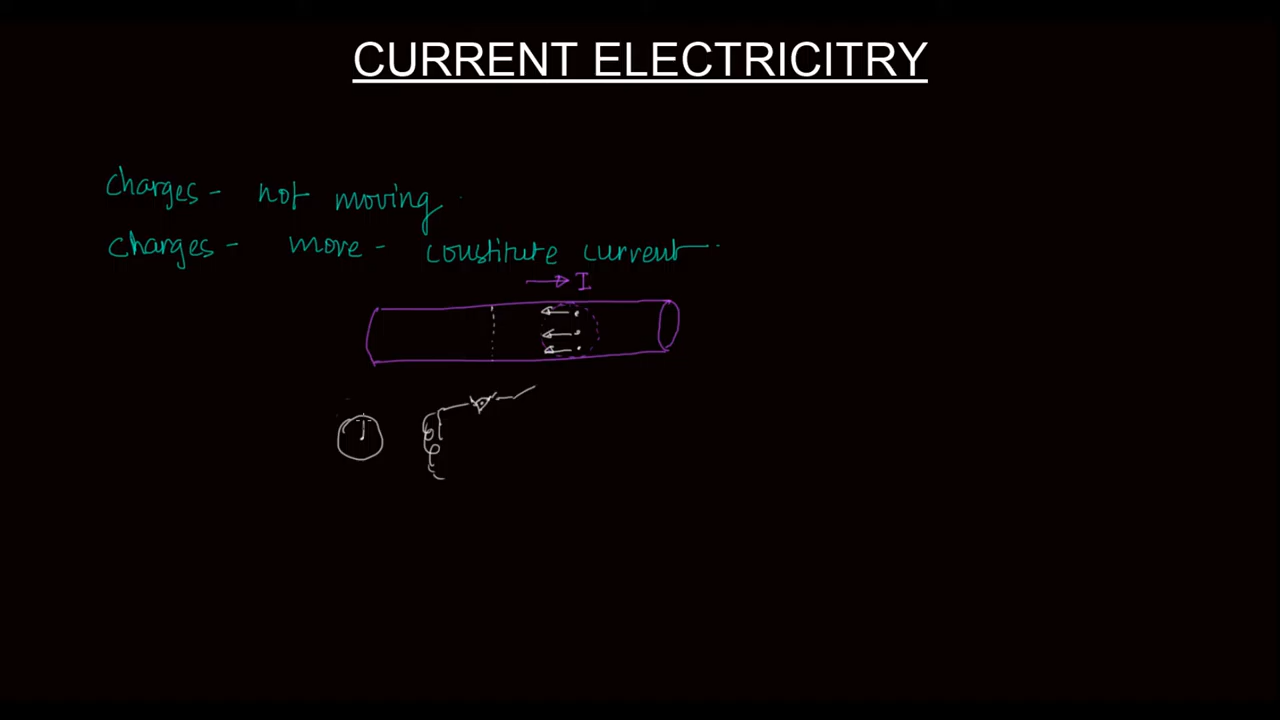 CURRENT ELECTRICITRY
charges - not moving.
charges - move - constitute current
I